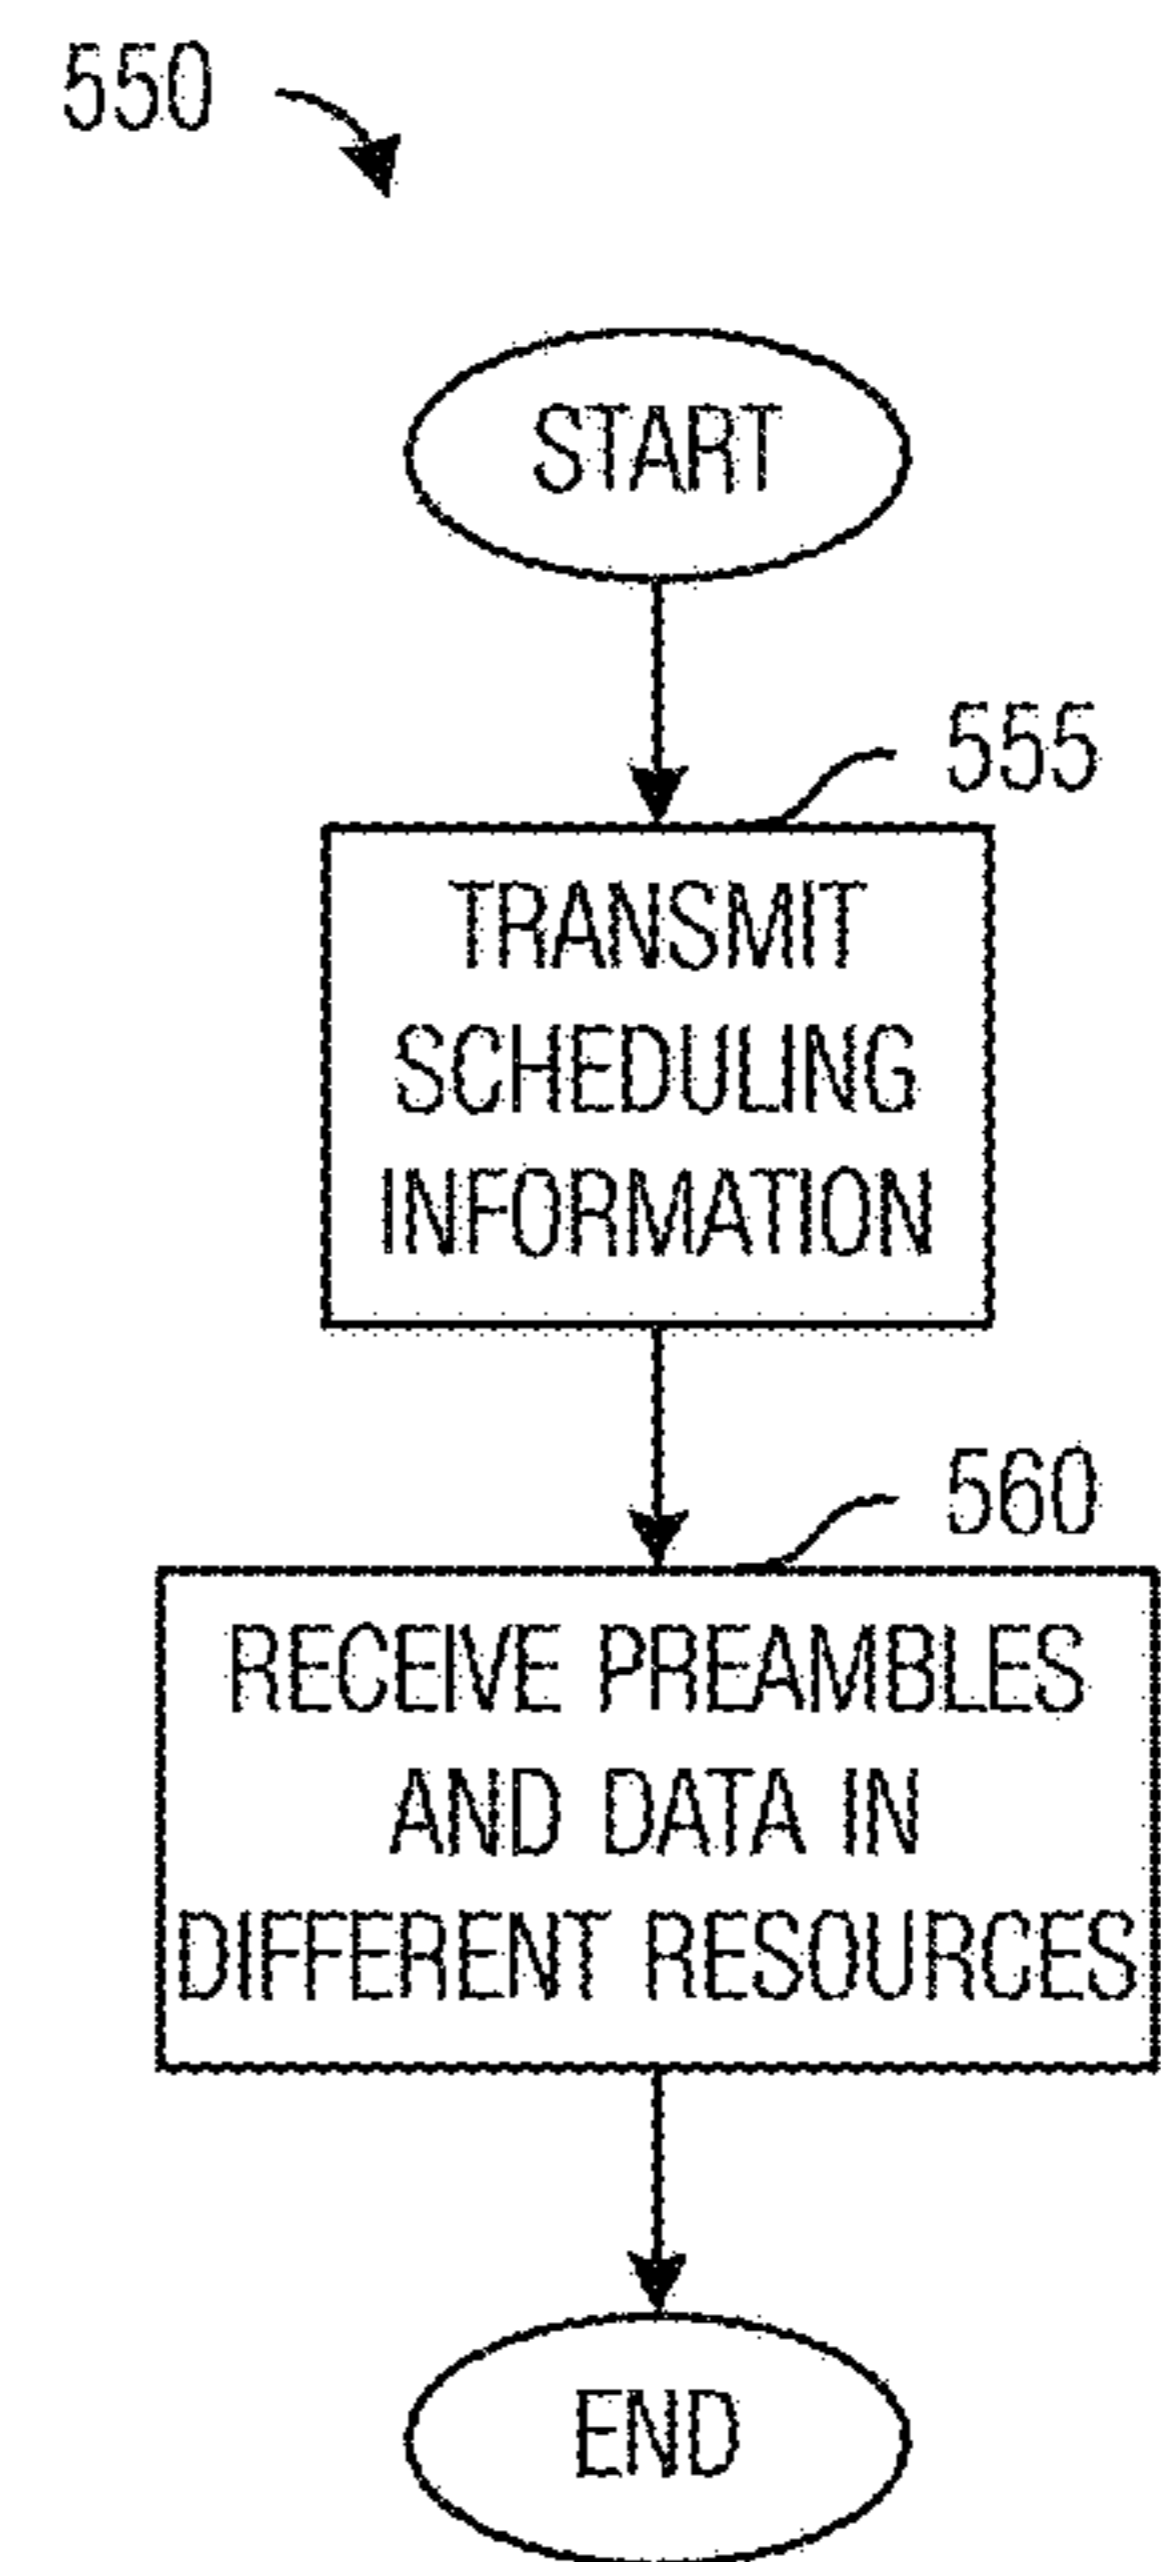 550
START
555
TRANSMIT
SCHEDULING
INFORMATION
560
RECEIVE PREAMBLES
AND DATA IN
DIFFERENT RESOURCES
END